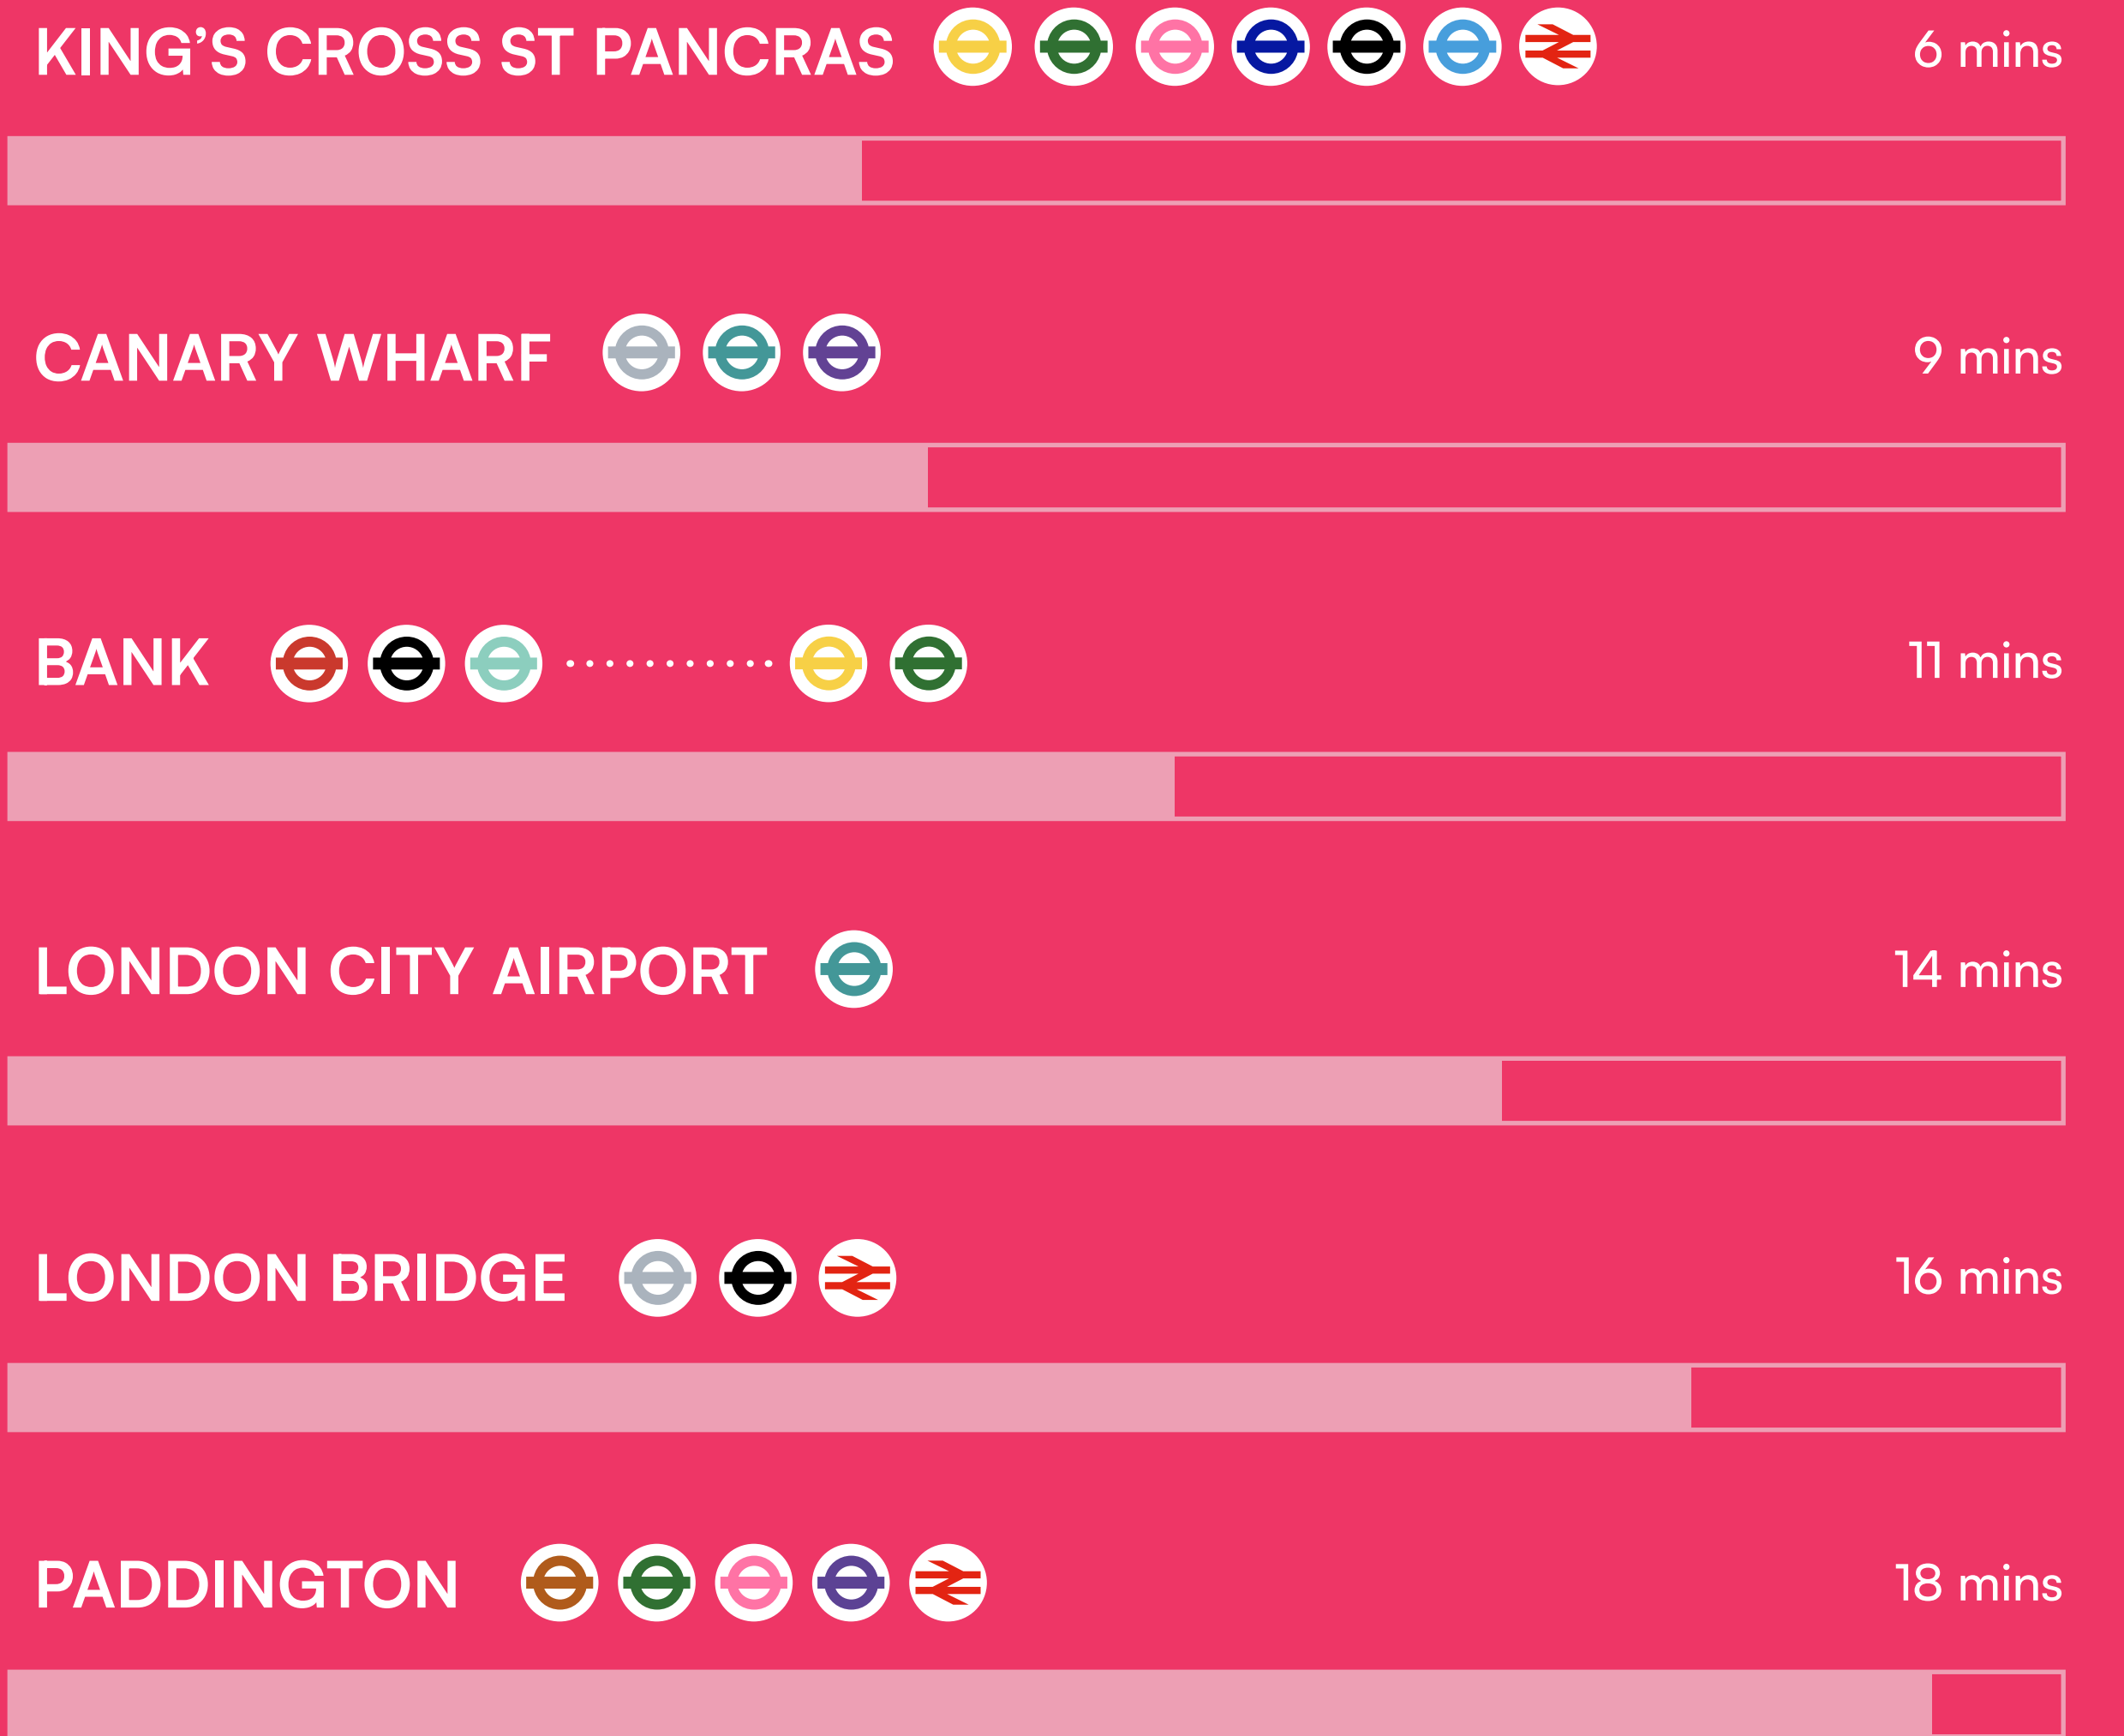 KING'S CROSS ST PANCRAS 6 mins
CANARY WHARF 9 mins
BANK 11 mins
LONDON CITY AIRPORT 14 mins
LONDON BRIDGE 16 mins
PADDINGTON 18 mins